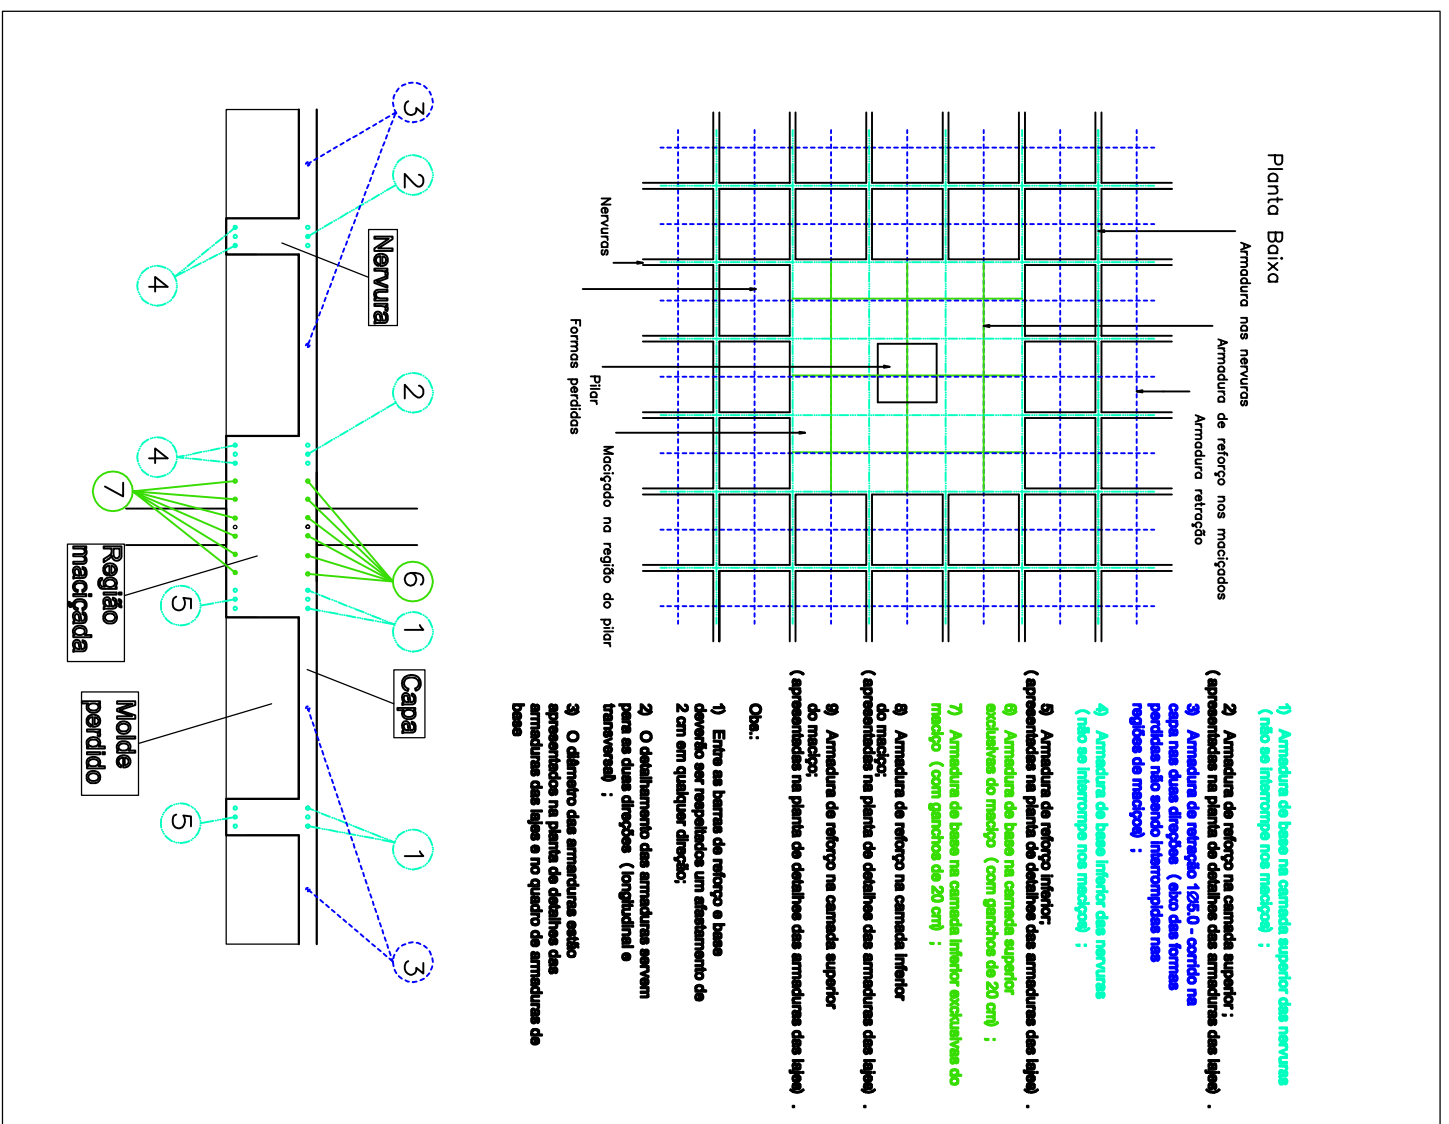 Planta Baixa
Armadura nas nervuras
Armadura de reforço nos maciçados
Armadura retração
Nervuras
Formas perdidas
Pilar
Maciçado na região do pilar
1) Armadura de base na camada superior das nervuras
( não se interrompe nos maciços) ;
2) Armadura de reforço na camada superior ;
( apresentadas na planta de detalhes das armaduras das lajes) .
3) Armadura de retração 1Ø5.0 - corrido na
capa nas duas direções ( eixo das formas
perdidas não sendo interrompidas nas
regiões de maciços) ;
4) Armadura de base inferior das nervuras
( não se interrompe nos maciços) ;
5) Armadura de reforço inferior;
( apresentadas na planta de detalhes das armaduras das lajes) .
6) Armadura de base na camada superior
exclusivas do maciço ( com ganchos de 20 cm) ;
7) Armadura de base na camada inferior exckusivas do
maciço ( com ganchos de 20 cm) ;
8) Armadura de reforço na camada inferior
do maciço;
( apresentadas na planta de detalhes das armaduras das lajes) .
9) Armadura de reforço na camada superior
do maciço;
( apresentadas na planta de detalhes das armaduras das lajes) .
Obs.:
1) Entre as barras de reforço e base
deverão ser respeitados um afastamento de
2 cm em qualquer direção;
2) O detalhamento das armaduras servem
para as duas direções ( longitudinal e
transversal) ;
3) O diâmetro das armarduras estão
apresentados na planta de detalhes das
armaduras das lajes e no quadro de armaduras de
base
3
2
2
6
1
1
3
Nervura
Capa
4
4
5
5
7
Região
maciçada
Molde
perdido